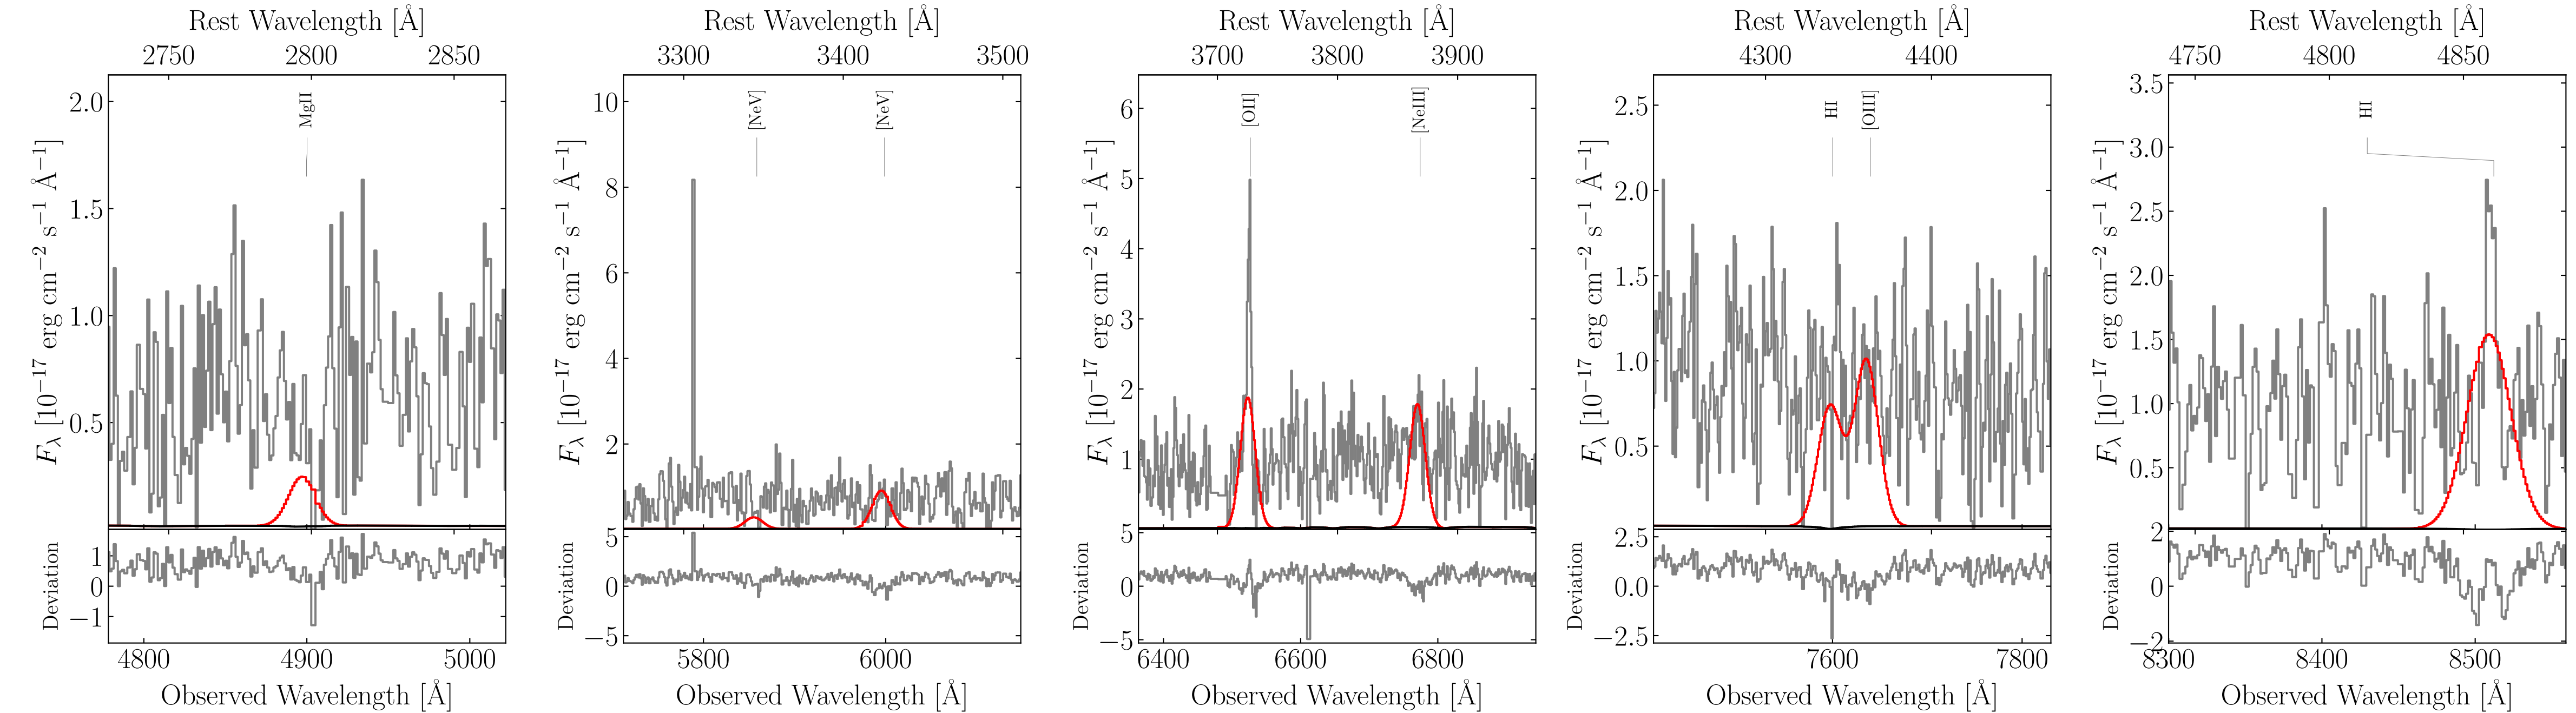 Rest Wavelength [Å]
2750 2800 2850
MgII
F_λ [10⁻¹⁷ erg cm⁻² s⁻¹ Å⁻¹]
2.0
1.5
1.0
0.5
Deviation
1
0
−1
4800 4900 5000
Observed Wavelength [Å]
Rest Wavelength [Å]
3300 3400 3500
[NeV] [NeV]
F_λ [10⁻¹⁷ erg cm⁻² s⁻¹ Å⁻¹]
10
8
6
4
2
Deviation
5
0
−5
5800 6000
Observed Wavelength [Å]
Rest Wavelength [Å]
3700 3800 3900
[OII] [NeIII]
F_λ [10⁻¹⁷ erg cm⁻² s⁻¹ Å⁻¹]
6
5
4
3
2
1
Deviation
5
0
−5
6400 6600 6800
Observed Wavelength [Å]
Rest Wavelength [Å]
4300 4400
HI [OIII]
F_λ [10⁻¹⁷ erg cm⁻² s⁻¹ Å⁻¹]
2.5
2.0
1.5
1.0
0.5
Deviation
2.5
0.0
−2.5
7600 7800
Observed Wavelength [Å]
Rest Wavelength [Å]
4750 4800 4850
HI
F_λ [10⁻¹⁷ erg cm⁻² s⁻¹ Å⁻¹]
3.5
3.0
2.5
2.0
1.5
1.0
0.5
Deviation
2
0
−2
8300 8400 8500
Observed Wavelength [Å]